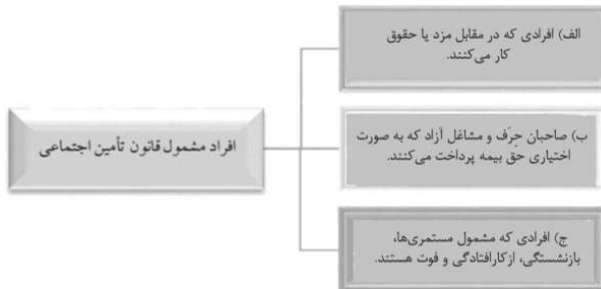 افراد مشمول قانون تأمین اجتماعی
الف) افرادی که در مقابل مزد یا حقوق
کار می‌کنند.
ب) صاحبان حِرَف و مشاغل آزاد که به صورت
اختیاری حق بیمه پرداخت می‌کنند.
ج) افرادی که مشمول مستمری‌ها،
بازنشستگی، ازکارافتادگی و فوت هستند.